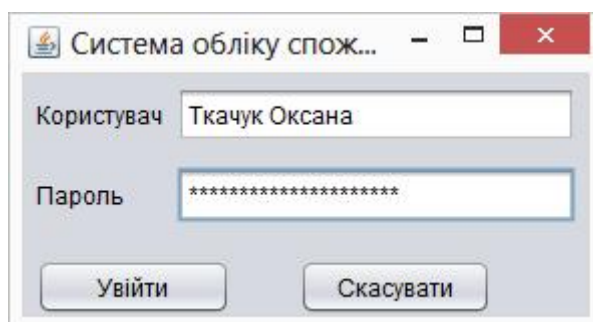 Система обліку спож...
Користувач Ткачук Оксана
Пароль *********************
Увійти Скасувати